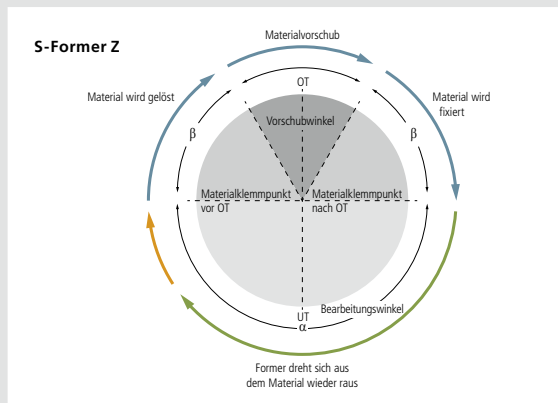 S-Former Z
Materialvorschub
OT
Material wird gelöst
Material wird
fixiert
Vorschubwinkel
β
β
Materialklemmpunkt
vor OT
Materialklemmpunkt
nach OT
Bearbeitungswinkel
UT
α
Former dreht sich aus
dem Material wieder raus